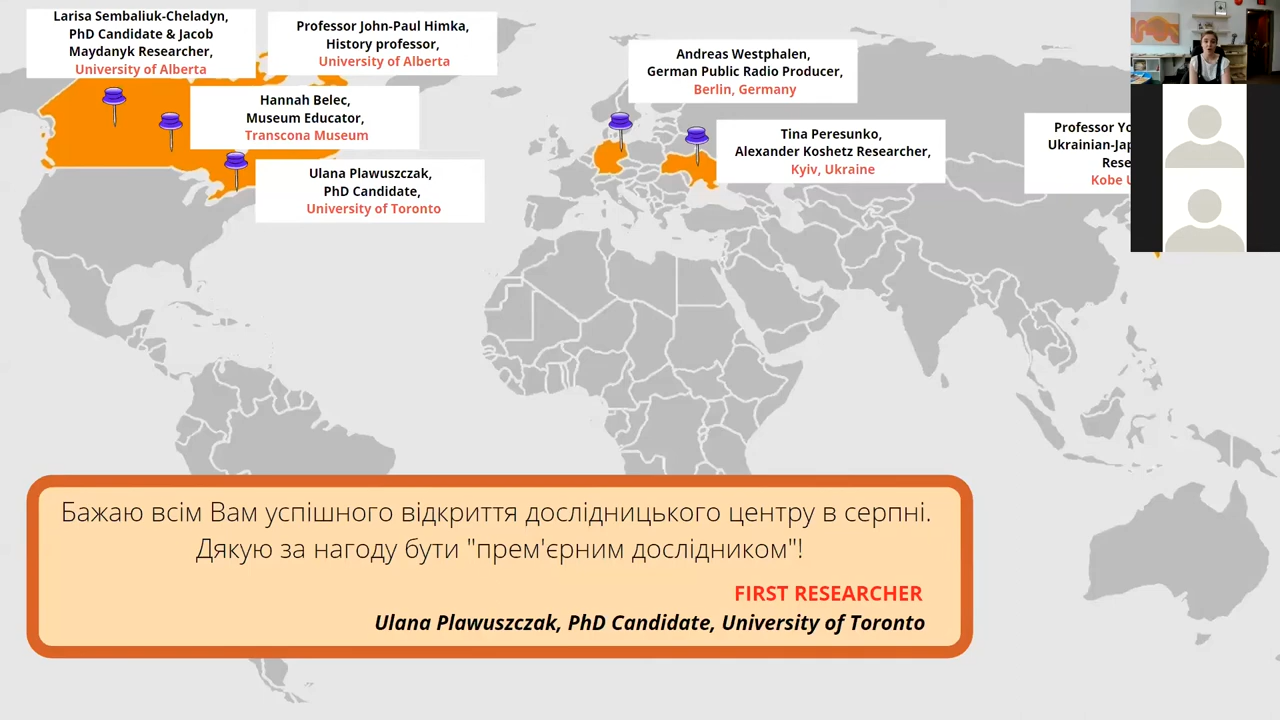 Larisa Sembaliuk-Cheladyn,
PhD Candidate & Jacob
Maydanyk Researcher,
University of Alberta
Professor John-Paul Himka,
History professor,
University of Alberta
Hannah Belec,
Museum Educator,
Transcona Museum
Ulana Plawuszczak,
PhD Candidate,
University of Toronto
Andreas Westphalen,
German Public Radio Producer,
Berlin, Germany
Tina Peresunko,
Alexander Koshetz Researcher,
Kyiv, Ukraine
Professor
Kobe
Бажаю всім Вам успішного відкриття дослідницького центру в серпні.
Дякую за нагоду бути "прем'єрним дослідником"!
FIRST RESEARCHER
Ulana Plawuszczak, PhD Candidate, University of Toronto